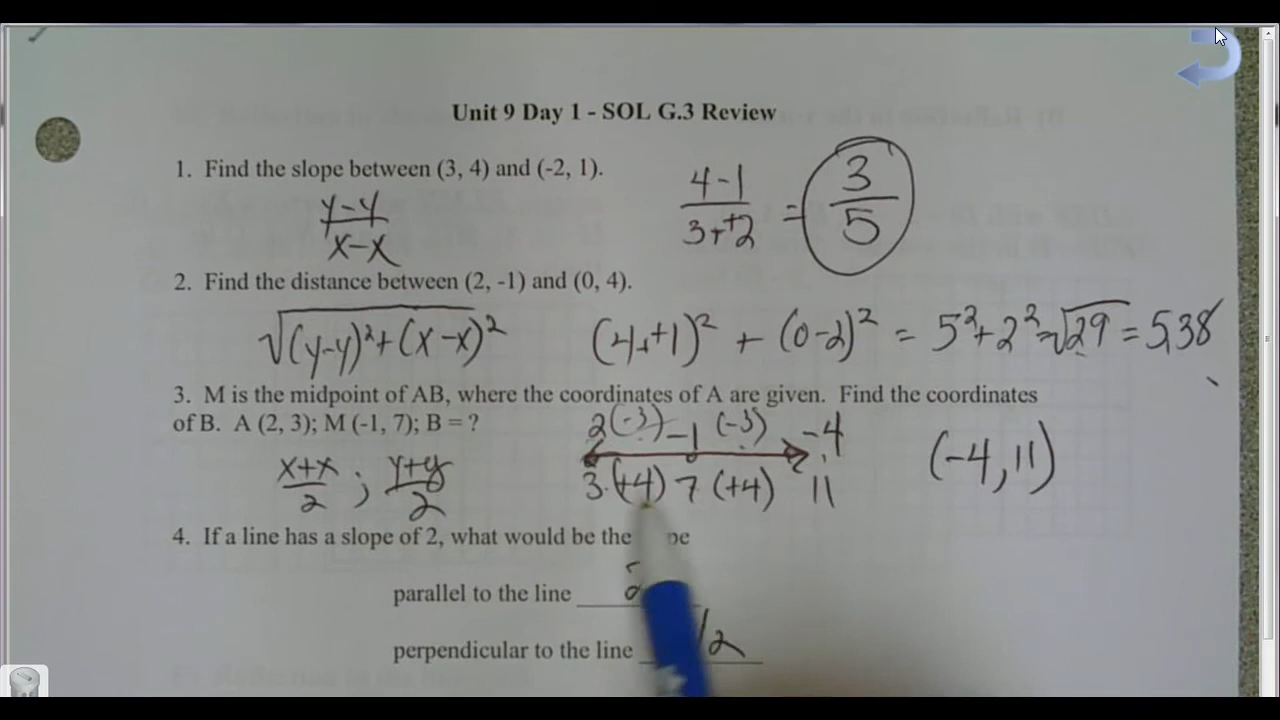 Unit 9 Day 1 - SOL G.3 Review
1. Find the slope between (3, 4) and (-2, 1).
y-y
x-x
4-1
3++2
=
3
5
2. Find the distance between (2, -1) and (0, 4).
√(y-y)²+(x-x)²
(4++1)² + (0-2)² = 5²+2²=√29 = 5.38
3. M is the midpoint of AB, where the coordinates of A are given. Find the coordinates
of B. A (2, 3); M (-1, 7); B = ?
2 (-3) -1 (-3) -4
3 (+4) 7 (+4) 11
x+x
2
;
y+y
2
(-4, 11)
4. If a line has a slope of 2, what would be the
parallel to the line
perpendicular to the line /2